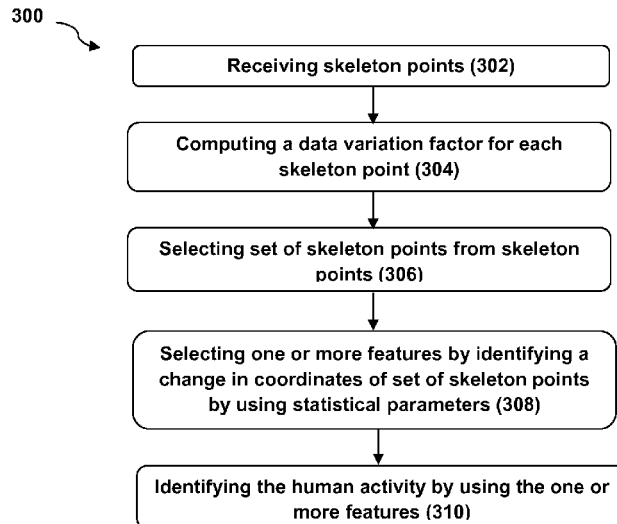 300
Receiving skeleton points (302)
Computing a data variation factor for each
skeleton point (304)
Selecting set of skeleton points from skeleton
points (306)
Selecting one or more features by identifying a
change in coordinates of set of skeleton points
by using statistical parameters (308)
Identifying the human activity by using the one or
more features (310)